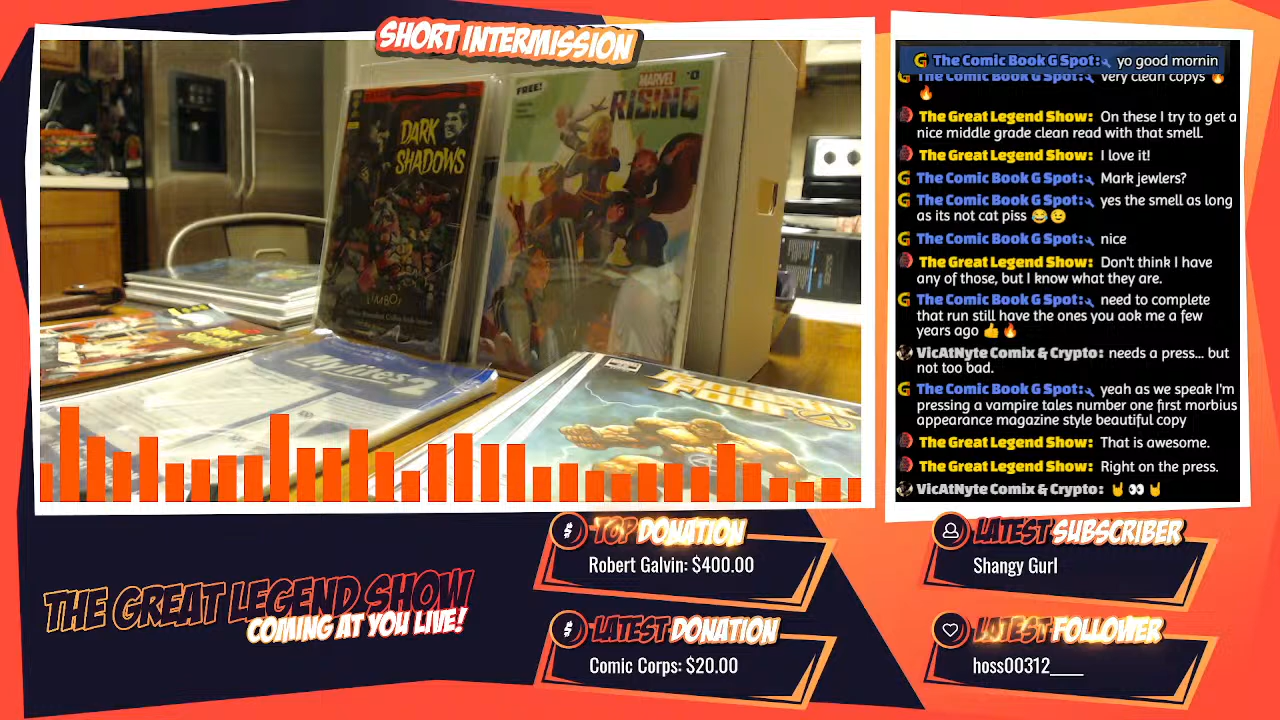 SHORT INTERMISSION
FREE!
MARVEL
RISING
#0
DARK
SHADOWS
LIMBO!
The Comic Book G Spot: yo good mornin
The Comic Book G Spot: very clean copys 🔥
🔥
The Great Legend Show: On these I try to get a
nice middle grade clean read with that smell.
The Great Legend Show: I love it!
The Comic Book G Spot: Mark jewlers?
The Comic Book G Spot: yes the smell as long
as its not cat piss 😂😉
The Comic Book G Spot: nice
The Great Legend Show: Don't think I have
any of those, but I know what they are.
The Comic Book G Spot: need to complete
that run still have the ones you aok me a few
years ago 👍🔥
VicAtNyte Comix & Crypto: needs a press... but
not too bad.
The Comic Book G Spot: yeah as we speak I'm
pressing a vampire tales number one first morbius
appearance magazine style beautiful copy
The Great Legend Show: That is awesome.
The Great Legend Show: Right on the press.
VicAtNyte Comix & Crypto: 🤘👀🤘
THE GREAT LEGEND SHOW
COMING AT YOU LIVE!
TOP DONATION
Robert Galvin: $400.00
LATEST DONATION
Comic Corps: $20.00
LATEST SUBSCRIBER
Shangy Gurl
LATEST FOLLOWER
hoss00312____